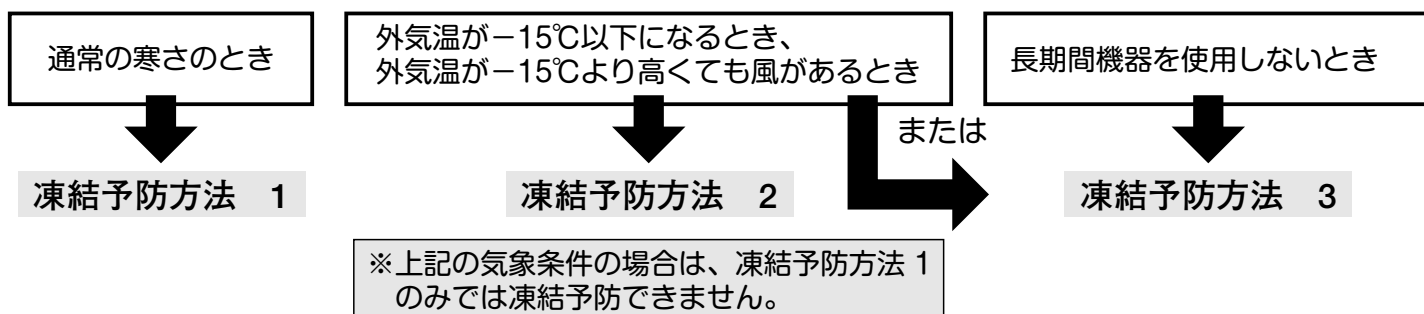 通常の寒さのとき
外気温が－15℃以下になるとき、
外気温が－15℃より高くても風があるとき
長期間機器を使用しないとき
または
凍結予防方法　1
凍結予防方法　2
凍結予防方法　3
※上記の気象条件の場合は、凍結予防方法 1
のみでは凍結予防できません。